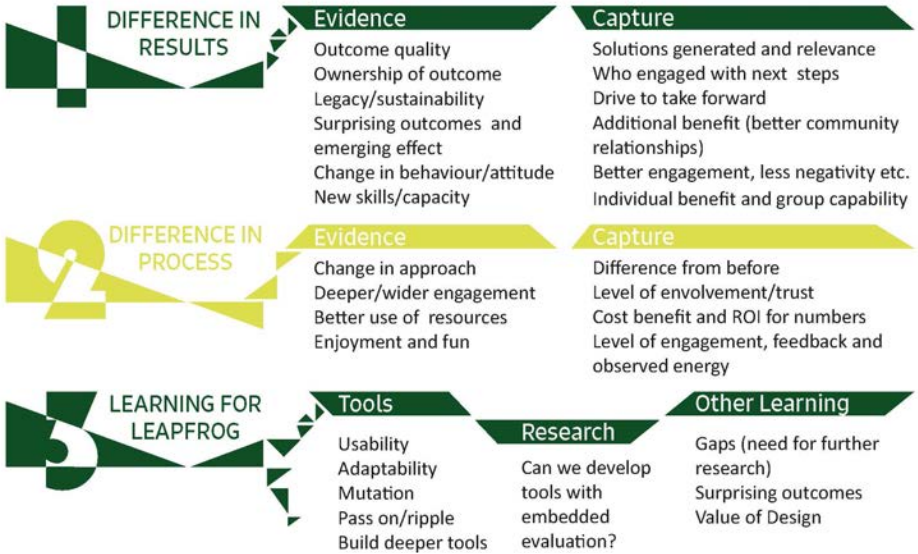 1
DIFFERENCE IN
RESULTS
Evidence
Outcome quality
Ownership of outcome
Legacy/sustainability
Surprising outcomes and
emerging effect
Change in behaviour/attitude
New skills/capacity
Capture
Solutions generated and relevance
Who engaged with next steps
Drive to take forward
Additional benefit (better community
relationships)
Better engagement, less negativity etc.
Individual benefit and group capability
2
DIFFERENCE IN
PROCESS
Evidence
Change in approach
Deeper/wider engagement
Better use of resources
Enjoyment and fun
Capture
Difference from before
Level of envolvement/trust
Cost benefit and ROI for numbers
Level of engagement, feedback and
observed energy
3
LEARNING FOR
LEAPFROG
Tools
Usability
Adaptability
Mutation
Pass on/ripple
Build deeper tools
Research
Can we develop
tools with
embedded
evaluation?
Other Learning
Gaps (need for further
research)
Surprising outcomes
Value of Design